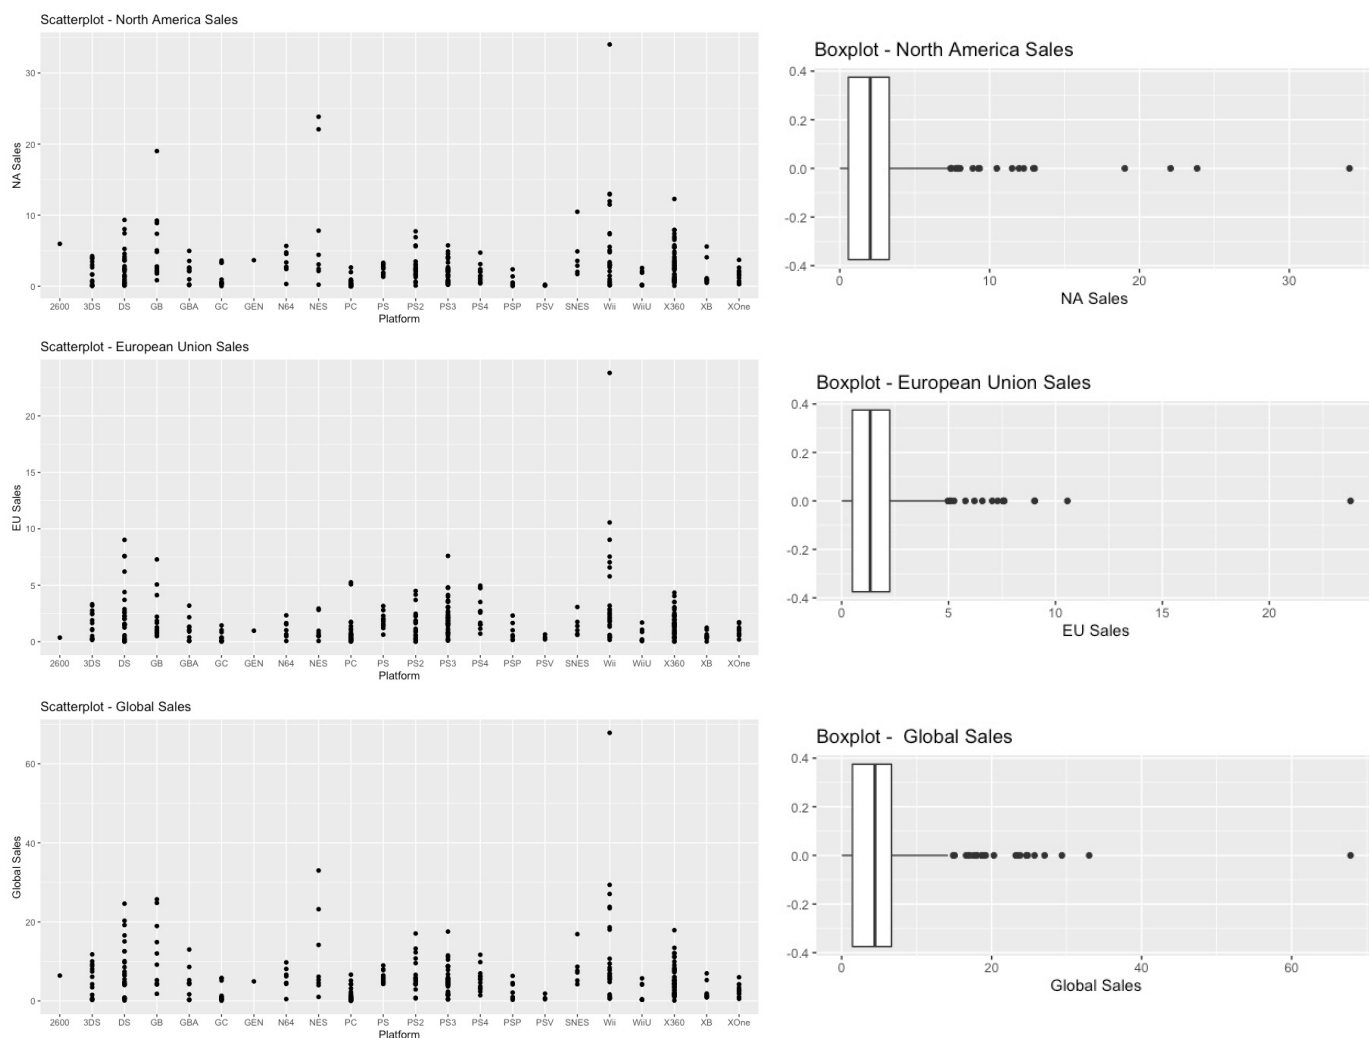 Scatterplot - North America Sales
30
20
10
0
NA Sales
2600 3DS DS GB GBA GC GEN N64 NES PC PS PS2 PS3 PS4 PSP PSV SNES Wii WiiU X360 XB XOne
Platform
Boxplot - North America Sales
0.4
0.2
0.0
-0.2
-0.4
0 10 20 30
NA Sales
Scatterplot - European Union Sales
20
15
10
5
0
EU Sales
2600 3DS DS GB GBA GC GEN N64 NES PC PS PS2 PS3 PS4 PSP PSV SNES Wii WiiU X360 XB XOne
Platform
Boxplot - European Union Sales
0.4
0.2
0.0
-0.2
-0.4
0 5 10 15 20
EU Sales
Scatterplot - Global Sales
60
40
20
0
Global Sales
2600 3DS DS GB GBA GC GEN N64 NES PC PS PS2 PS3 PS4 PSP PSV SNES Wii WiiU X360 XB XOne
Platform
Boxplot -  Global Sales
0.4
0.2
0.0
-0.2
-0.4
0 20 40 60
Global Sales